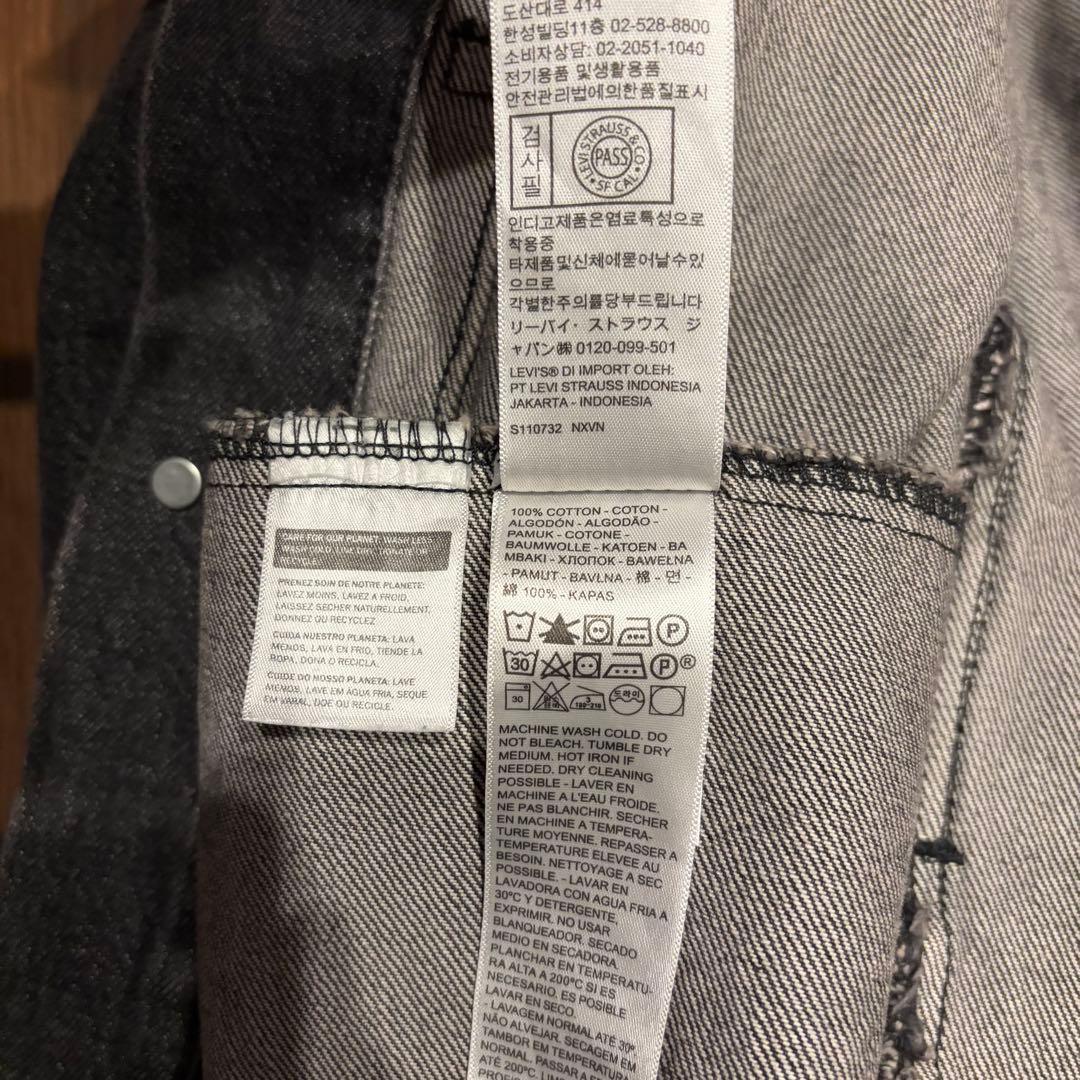 도산대로 414
한성빌딩11층 02-528-8800
소비자상담: 02-2051-1040
전기용품 및생활용품
안전관리법에의한품질표시
검사필
LEVI STRAUSS & CO
PASS
SF CAL
인디고제품은염료특성으로
착용중
타제품및신체에묻어날수있
으므로
각별한주의를당부드립니다
リーバイ・ストラウス ジ
ャパン㈱ 0120-099-501
LEVI'S® DI IMPORT OLEH:
PT LEVI STRAUSS INDONESIA
JAKARTA - INDONESIA
S110732 NXVN
CARE FOR OUR PLANET:
RECYCLE.
PRENEZ SOIN DE NOTRE PLANETE:
LAVEZ MOINS, LAVEZ A FROID,
LAISSEZ SECHER NATURELLEMENT,
DONNEZ OU RECYCLEZ
CUIDA NUESTRO PLANETA: LAVA
MENOS, LAVA EN FRIO, TIENDE LA
ROPA, DONA O RECICLA.
CUIDE DO NOSSO PLANETA: LAVE
MENOS, LAVE EM AGUA FRIA, SEQUE
EM VARAL, DOE OU RECICLE.
100% COTTON - COTON -
ALGODÓN - ALGODÃO -
PAMUK - COTONE -
BAUMWOLLE - KATOEN - BA
MBAKI - ХЛОПОК - BAWEŁNA
- PAMUT - BAVLNA - 棉 - 면 -
綿 100% - KAPAS
P
30 P®
30 3 180-210 드라이
MACHINE WASH COLD. DO
NOT BLEACH. TUMBLE DRY
MEDIUM. HOT IRON IF
NEEDED. DRY CLEANING
POSSIBLE - LAVER EN
MACHINE A L'EAU FROIDE.
NE PAS BLANCHIR. SECHER
EN MACHINE A TEMPERA-
TURE MOYENNE. REPASSER A
TEMPERATURE ELEVEE AU
BESOIN. NETTOYAGE A SEC
POSSIBLE. - LAVAR EN
LAVADORA CON AGUA FRIA A
30°C Y DETERGENTE,
EXPRIMIR. NO USAR
BLANQUEADOR. SECADO
MEDIO EN SECADORA
PLANCHAR EN TEMPERATU-
RA ALTA A 200°C SI ES
NECESARIO. ES POSIBLE
LAVAR EN SECO.
- LAVAGEM NORMAL ATÉ 30°
NÃO ALVEJAR. SECAGEM EM
TAMBOR EM TEMPERATURA
NORMAL. PASSAR A
ATÉ 200°C.